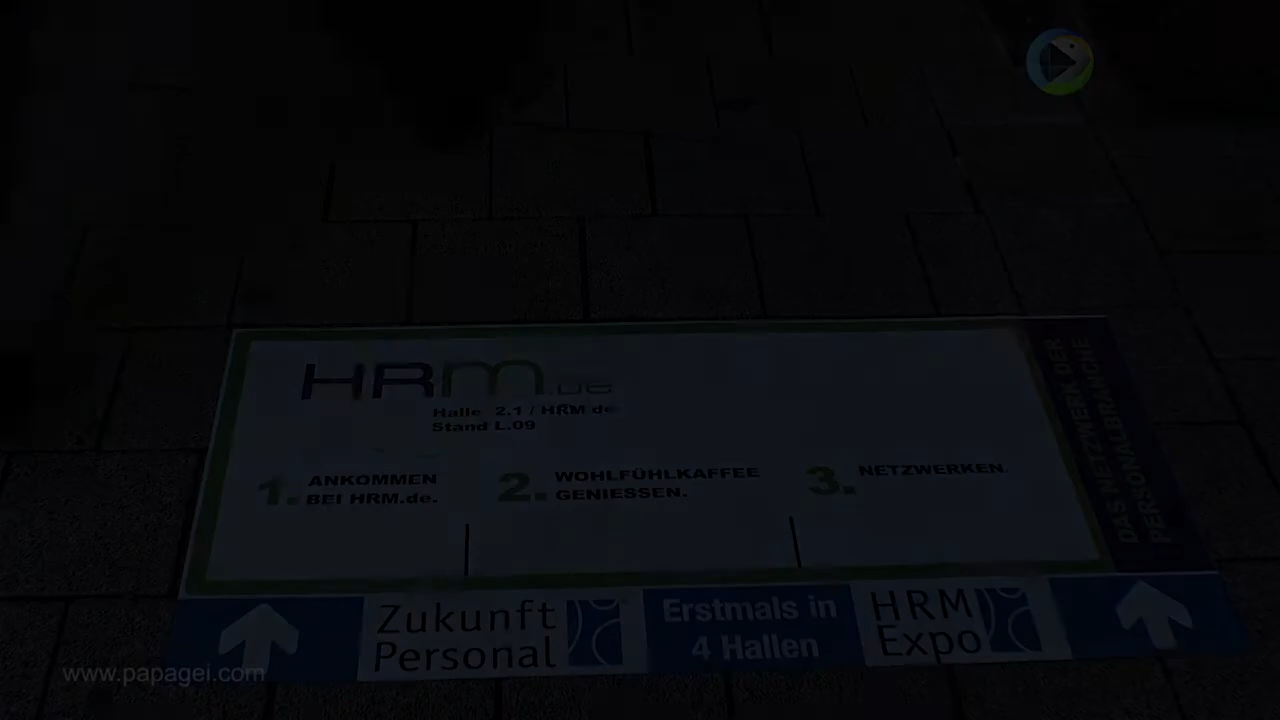 HRM.de
Halle 2.1 / HRM de
Stand L.09
1. ANKOMMEN
BEI HRM.de.
2. WOHLFÜHLKAFFEE
GENIESSEN.
3. NETZWERKEN.
DAS NETZWERK DER
PERSONALBRANCHE
Zukunft
Personal
Erstmals in
4 Hallen
HRM
Expo
www.papagei.com